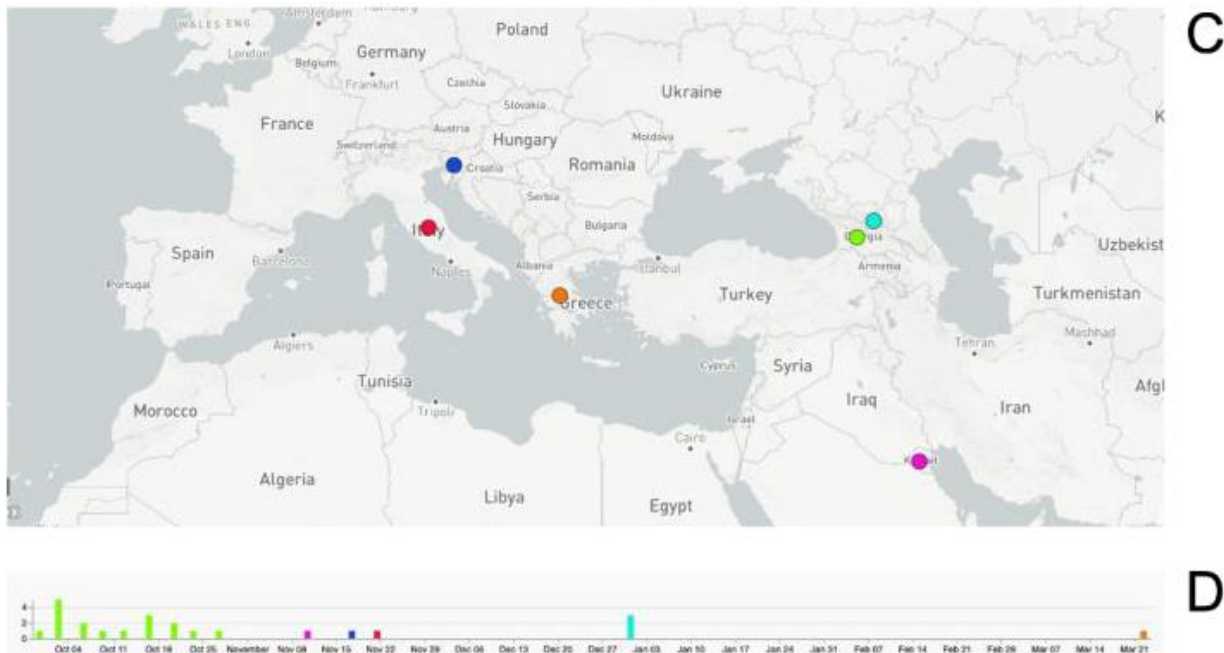 C
Amsterdam
WALES ENG.
Poland
London
Germany
Belgium
Frankfurt
Czechia
Ukraine
Slovakia
France
Austria
Hungary
Moldova
Switzerland
Croatia
Romania
Serbia
Bulgaria
Italy
Georgia
Uzbekist
Spain
Barcelona
Naples
Albania
Istanbul
Armenia
Portugal
Greece
Turkey
Turkmenistan
Algiers
Tehran
Mashhad
Cyprus
Syria
Tunisia
Afgl
Morocco
Tripoli
Iraq
Iran
Israel
Cairo
Algeria
Libya
Egypt
D
4
2
0
Oct 04 Oct 11 Oct 18 Oct 25 November Nov 08 Nov 15 Nov 22 Nov 29 Dec 06 Dec 13 Dec 20 Dec 27 Jan 03 Jan 10 Jan 17 Jan 24 Jan 31 Feb 07 Feb 14 Feb 21 Feb 28 Mar 07 Mar 14 Mar 21